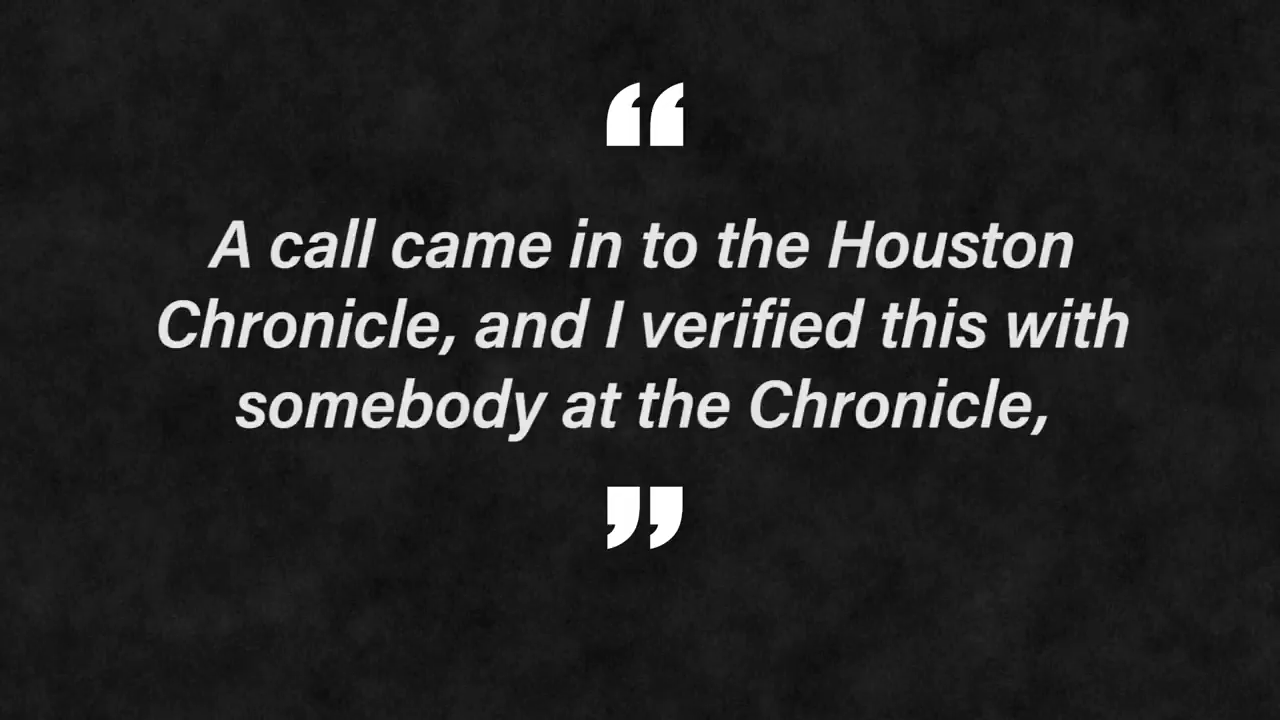 “
A call came in to the Houston
Chronicle, and I verified this with
somebody at the Chronicle,
”